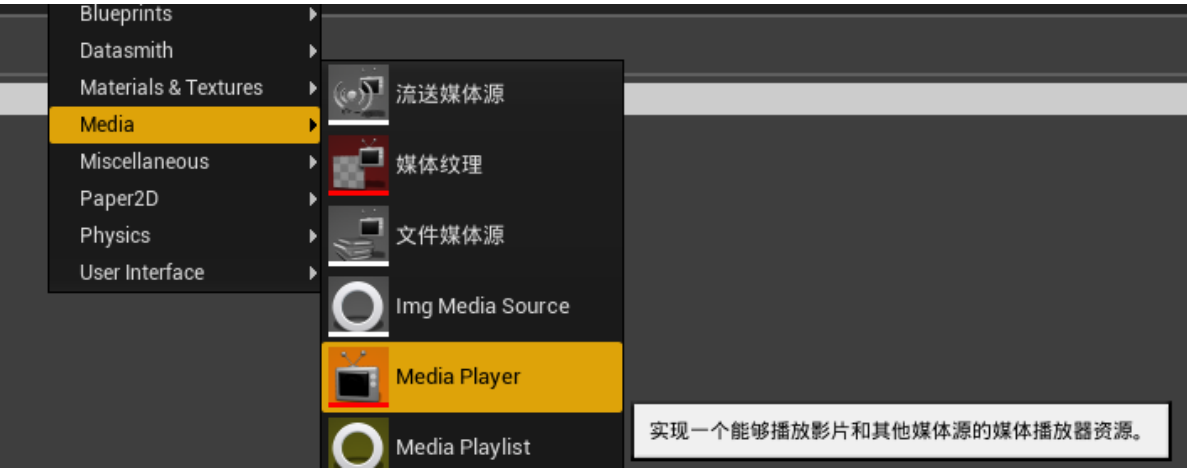 Blueprints
Datasmith
Materials & Textures
Media
Miscellaneous
Paper2D
Physics
User Interface
流送媒体源
媒体纹理
文件媒体源
Img Media Source
Media Player
Media Playlist
实现一个能够播放影片和其他媒体源的媒体播放器资源。